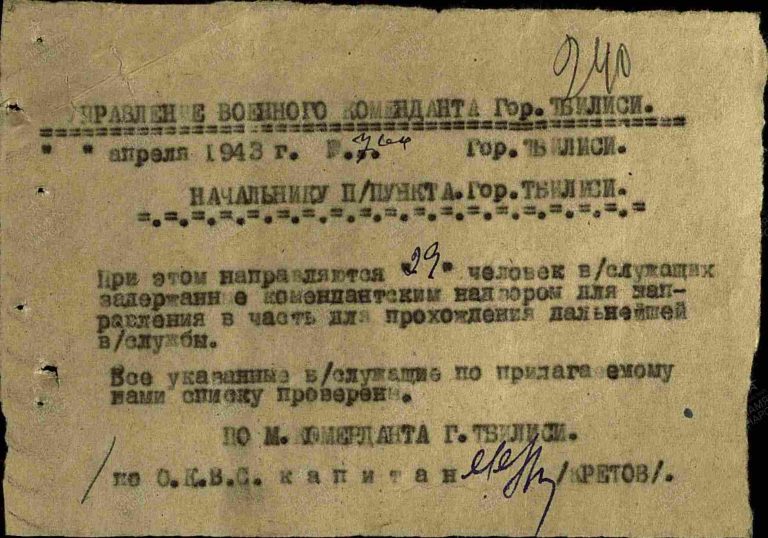 240
УПРАВЛЕНИЕ ВОЕННОГО КОМЕНДАНТА Гор. ТБИЛИСИ.
" " апреля 1943 г. Гор. ТБИЛИСИ.
НАЧАЛЬНИКУ П/ПУНКТА. Гор. ТБИЛИСИ.
При этом направляются "29" человек в/служащих
задержанные комендантским надзором для нап-
равления в часть для прохождения дальнейшей
в/службы.
Все указанные в/служащие по прилагаемому
нами списку проверены.
ПО М. КОМЕНДАНТА Г. ТБИЛИСИ.
по О.К.В.С. капитан /КРЕТОВ/.